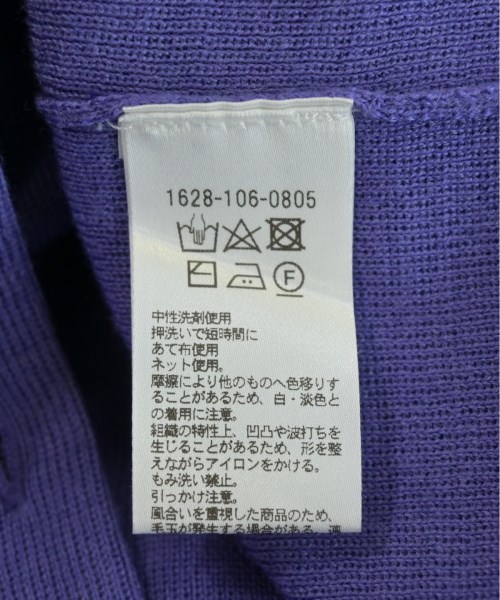 1628-106-0805
F
中性洗剤使用
押洗いで短時間に
あて布使用
ネット使用。
摩擦により他のものへ色移りす
ることがあるため、白・淡色と
の着用に注意。
組織の特性上、凹凸や波打ちを
生じることがあるため、形を整
えながらアイロンをかける。
もみ洗い禁止。
引っかけ注意。
風合いを重視した商品のため、
毛玉が発生する場合がある。連